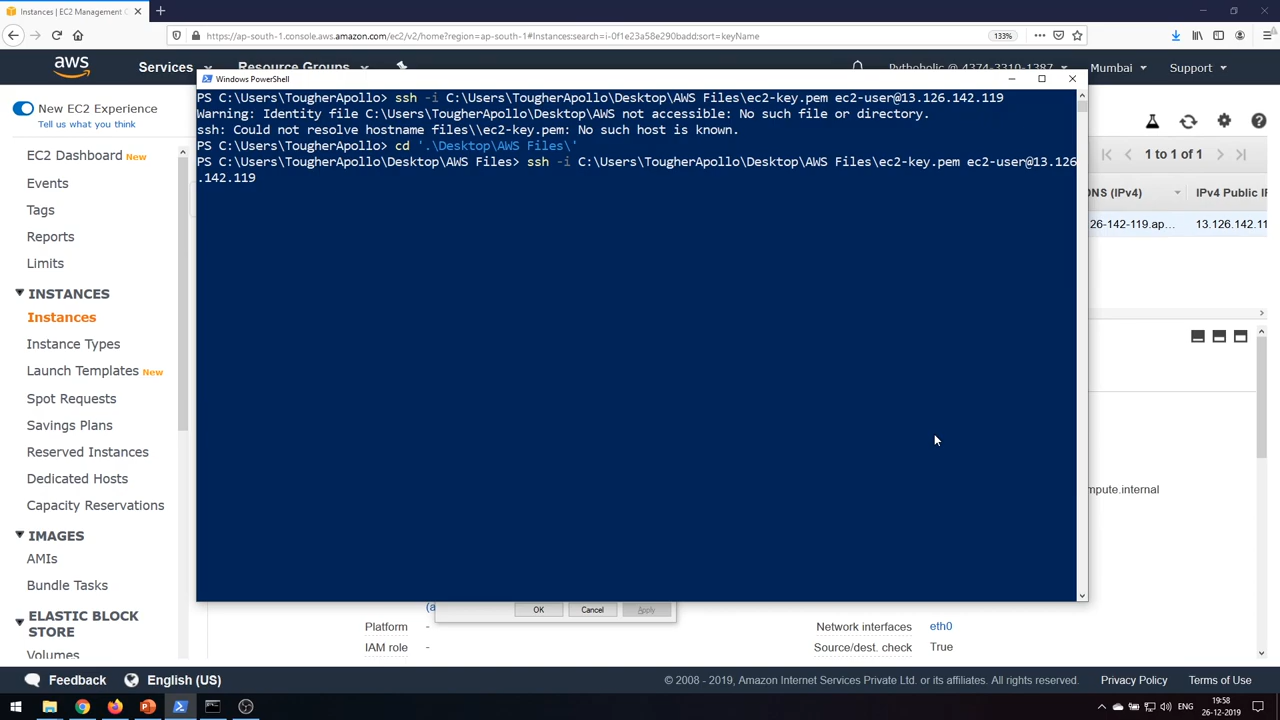 Instances | EC2 Management C
https://ap-south-1.console.aws.amazon.com/ec2/v2/home?region=ap-south-1#Instances:search=i-0f1e23a58e290badd;sort=keyName
133%
aws
Services
Resource Groups
Pythoholic @ 4374-3310-1387
Mumbai
Support
Windows PowerShell
PS C:\Users\TougherApollo> ssh -i C:\Users\TougherApollo\Desktop\AWS Files\ec2-key.pem ec2-user@13.126.142.119
Warning: Identity file C:\Users\TougherApollo\Desktop\AWS not accessible: No such file or directory.
ssh: Could not resolve hostname files\\ec2-key.pem: No such host is known.
PS C:\Users\TougherApollo> cd '.\Desktop\AWS Files\'
PS C:\Users\TougherApollo\Desktop\AWS Files> ssh -i C:\Users\TougherApollo\Desktop\AWS Files\ec2-key.pem ec2-user@13.126
.142.119
New EC2 Experience
Tell us what you think
EC2 Dashboard New
Events
Tags
Reports
Limits
INSTANCES
Instances
Instance Types
Launch Templates New
Spot Requests
Savings Plans
Reserved Instances
Dedicated Hosts
Capacity Reservations
IMAGES
AMIs
Bundle Tasks
ELASTIC BLOCK
STORE
Volumes
1 to 1 of 1
NS (IPv4)
IPv4 Public IP
26-142-119.ap...
13.126.142.11
mpute.internal
(a
OK
Cancel
Apply
Platform
-
IAM role
-
Network interfaces
eth0
Source/dest. check
True
Feedback
English (US)
© 2008 - 2019, Amazon Internet Services Private Ltd. or its affiliates. All rights reserved.
Privacy Policy
Terms of Use
ENG
19:58
26-12-2019